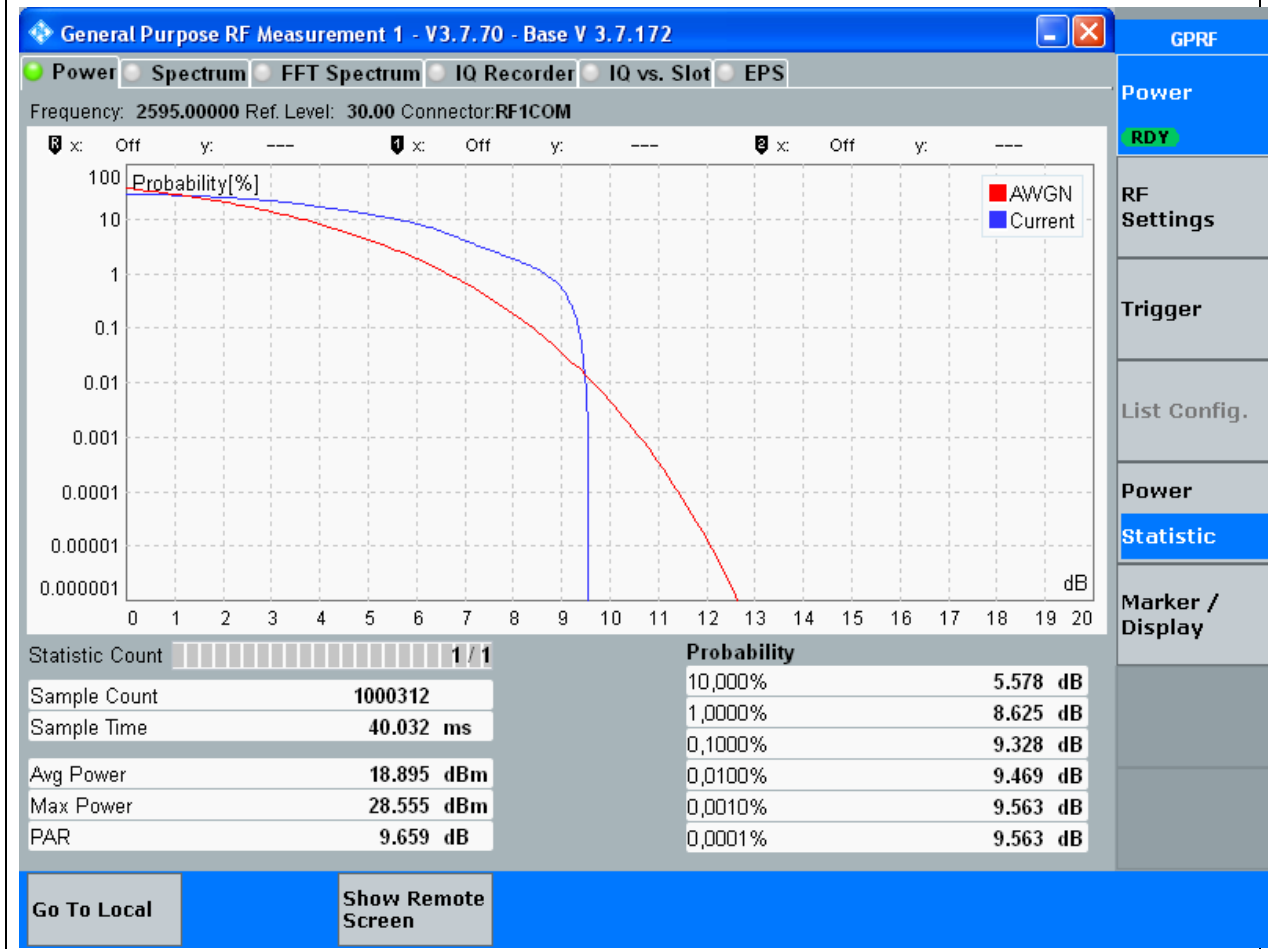 General Purpose RF Measurement 1 - V3.7.70 - Base V 3.7.172
GPRF
Power Spectrum FFT Spectrum IQ Recorder IQ vs. Slot EPS
Frequency: 2595.00000 Ref. Level: 30.00 Connector:RF1COM
R x: Off y: --- 1 x: Off y: --- 2 x: Off y: ---
Probability[%]
100
10
1
0.1
0.01
0.001
0.0001
0.00001
0.000001
AWGN
Current
dB
0 1 2 3 4 5 6 7 8 9 10 11 12 13 14 15 16 17 18 19 20
Statistic Count 1 / 1
Sample Count 1000312
Sample Time 40.032 ms
Avg Power 18.895 dBm
Max Power 28.555 dBm
PAR 9.659 dB
Probability
10,000% 5.578 dB
1,0000% 8.625 dB
0,1000% 9.328 dB
0,0100% 9.469 dB
0,0010% 9.563 dB
0,0001% 9.563 dB
Power
RDY
RF
Settings
Trigger
List Config.
Power
Statistic
Marker /
Display
Go To Local
Show Remote
Screen